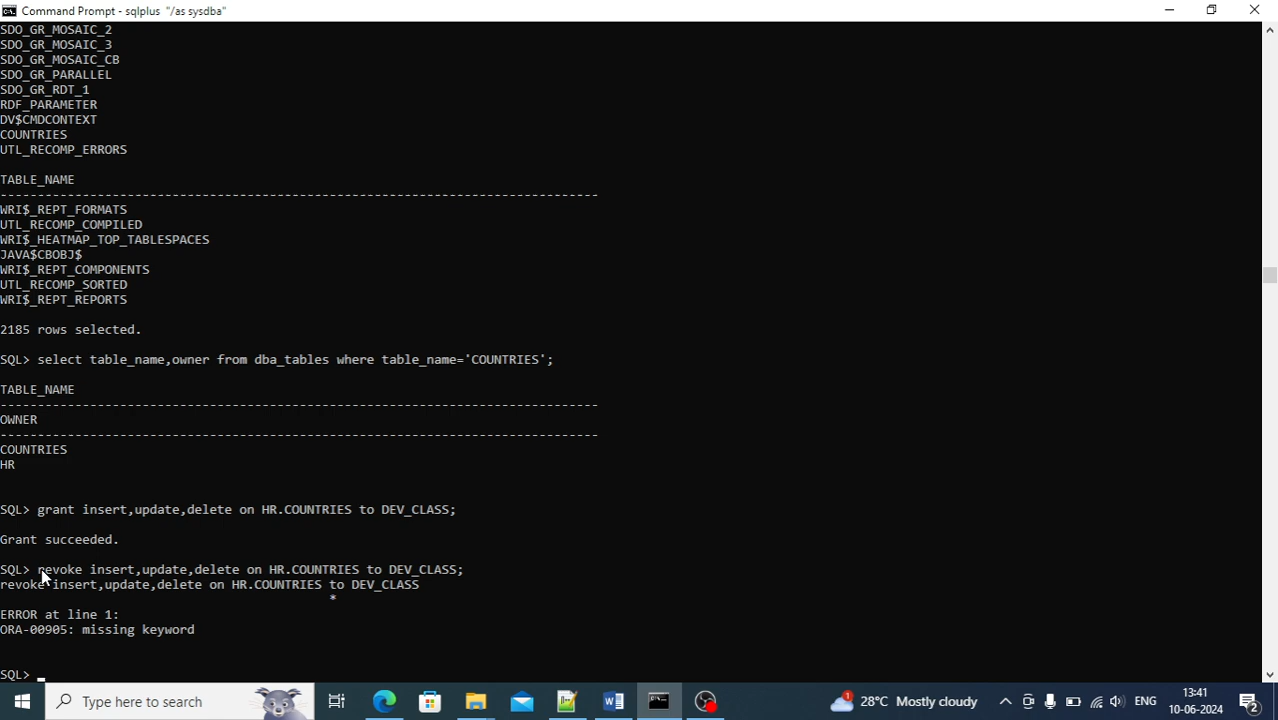 Command Prompt - sqlplus "/as sysdba"
SDO_GR_MOSAIC_2
SDO_GR_MOSAIC_3
SDO_GR_MOSAIC_CB
SDO_GR_PARALLEL
SDO_GR_RDT_1
RDF_PARAMETER
DV$CMDCONTEXT
COUNTRIES
UTL_RECOMP_ERRORS
TABLE_NAME
--------------------------------------------------------------------------------
WRI$_REPT_FORMATS
UTL_RECOMP_COMPILED
WRI$_HEATMAP_TOP_TABLESPACES
JAVA$CBOBJ$
WRI$_REPT_COMPONENTS
UTL_RECOMP_SORTED
WRI$_REPT_REPORTS
2185 rows selected.
SQL> select table_name,owner from dba_tables where table_name='COUNTRIES';
TABLE_NAME
--------------------------------------------------------------------------------
OWNER
--------------------------------------------------------------------------------
COUNTRIES
HR
SQL> grant insert,update,delete on HR.COUNTRIES to DEV_CLASS;
Grant succeeded.
SQL> revoke insert,update,delete on HR.COUNTRIES to DEV_CLASS;
revoke insert,update,delete on HR.COUNTRIES to DEV_CLASS
*
ERROR at line 1:
ORA-00905: missing keyword
SQL>
Type here to search
28°C Mostly cloudy
ENG
13:41
10-06-2024
1
2